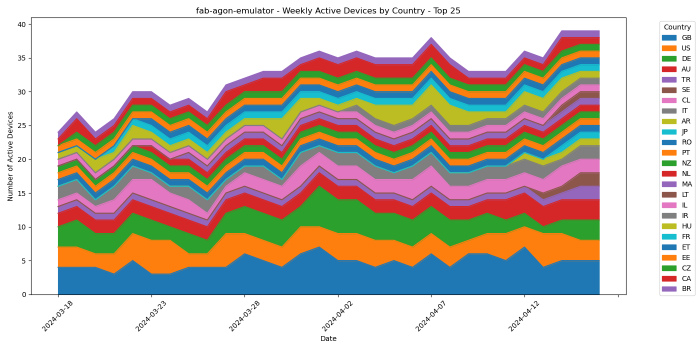 fab-agon-emulator - Weekly Active Devices by Country - Top 25
Number of Active Devices
40
35
30
25
20
15
10
5
0
2024-03-18
2024-03-23
2024-03-28
2024-04-02
2024-04-07
2024-04-12
Date
Country
GB
US
DE
AU
TR
SE
CL
IT
AR
JP
RO
PT
NZ
NL
MA
LT
IL
IR
HU
FR
ET
EE
CZ
CA
BR